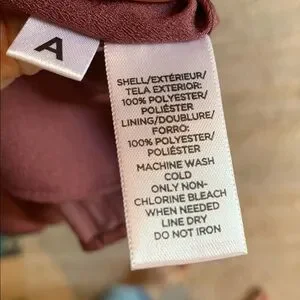 A
SHELL/EXTÉRIEUR/
TELA EXTERIOR:
100% POLYESTER/
POLIÉSTER
LINING/DOUBLURE/
FORRO:
100% POLYESTER/
POLIÉSTER
MACHINE WASH
COLD
ONLY NON-
CHLORINE BLEACH
WHEN NEEDED
LINE DRY
DO NOT IRON